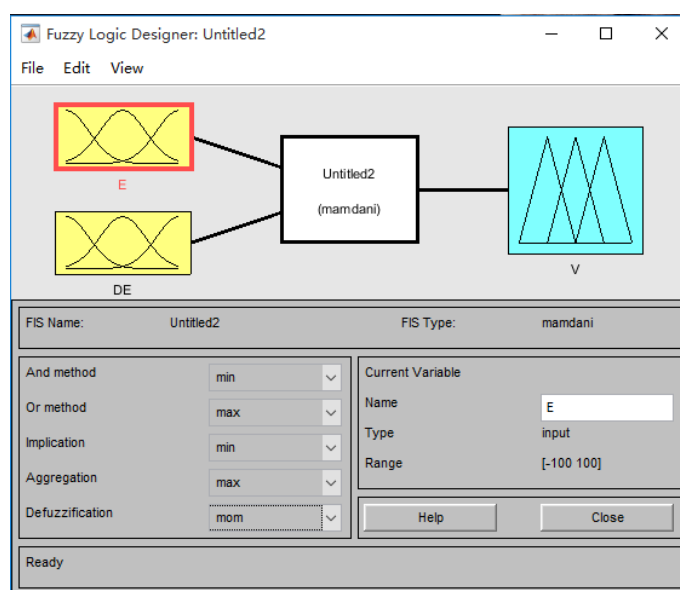 Fuzzy Logic Designer: Untitled2
File Edit View
E
DE
Untitled2
(mamdani)
V
FIS Name: Untitled2 FIS Type: mamdani
And method min
Or method max
Implication min
Aggregation max
Defuzzification mom
Current Variable
Name E
Type input
Range [-100 100]
Help Close
Ready